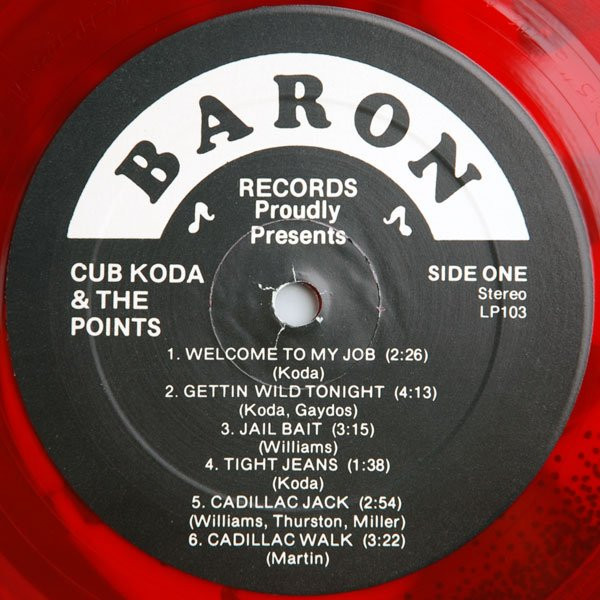 BARON
RECORDS
Proudly
Presents
CUB KODA
& THE
POINTS
SIDE ONE
Stereo
LP103
1. WELCOME TO MY JOB (2:26)
(Koda)
2. GETTIN WILD TONIGHT (4:13)
(Koda, Gaydos)
3. JAIL BAIT (3:15)
(Williams)
4. TIGHT JEANS (1:38)
(Koda)
5. CADILLAC JACK (2:54)
(Williams, Thurston, Miller)
6. CADILLAC WALK (3:22)
(Martin)